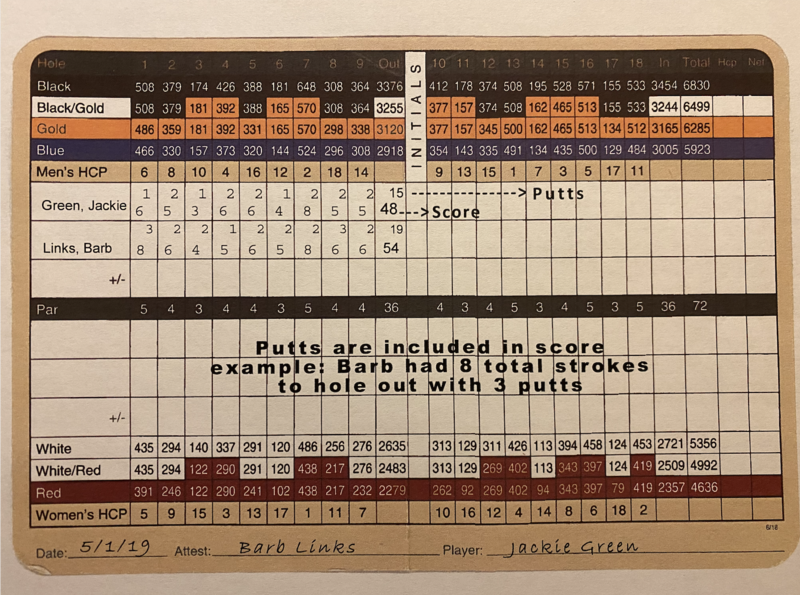 Hole 1 2 3 4 5 6 7 8 9 Out INITIALS 10 11 12 13 14 15 16 17 18 In Total Hcp Net
Black 508 379 174 426 388 181 648 308 364 3376 412 178 374 508 195 528 571 155 533 3454 6830
Black/Gold 508 379 181 392 388 165 570 308 364 3255 377 157 374 508 162 465 513 155 533 3244 6499
Gold 486 359 181 392 331 165 570 298 338 3120 377 157 345 500 162 465 513 134 512 3165 6285
Blue 466 330 157 373 320 144 524 296 308 2918 354 143 335 491 134 435 500 129 484 3005 5923
Men's HCP 6 8 10 4 16 12 2 18 14 9 13 15 1 7 3 5 17 11
1 2 2 1 2 1 2 2 2 15 ------------> Putts
Green, Jackie 6 5 3 6 6 4 8 5 5 48 ---> Score
3 2 2 1 2 2 2 3 2 19
Links, Barb 8 6 4 5 6 5 8 6 6 54
+/-
Par 5 4 3 4 4 3 5 4 4 36 4 3 4 5 3 4 5 3 5 36 72
Putts are included in score
example: Barb had 8 total strokes
to hole out with 3 putts
+/-
White 435 294 140 337 291 120 486 256 276 2635 313 129 311 426 113 394 458 124 453 2721 5356
White/Red 435 294 122 290 291 120 438 217 276 2483 313 129 269 402 113 343 397 124 419 2509 4992
Red 391 246 122 290 241 102 438 217 232 2279 262 92 269 402 94 343 397 79 419 2357 4636
Women's HCP 5 9 15 3 13 17 1 11 7 10 16 12 4 14 8 6 18 2
6/18
Date: 5/1/19 Attest: Barb Links Player: Jackie Green